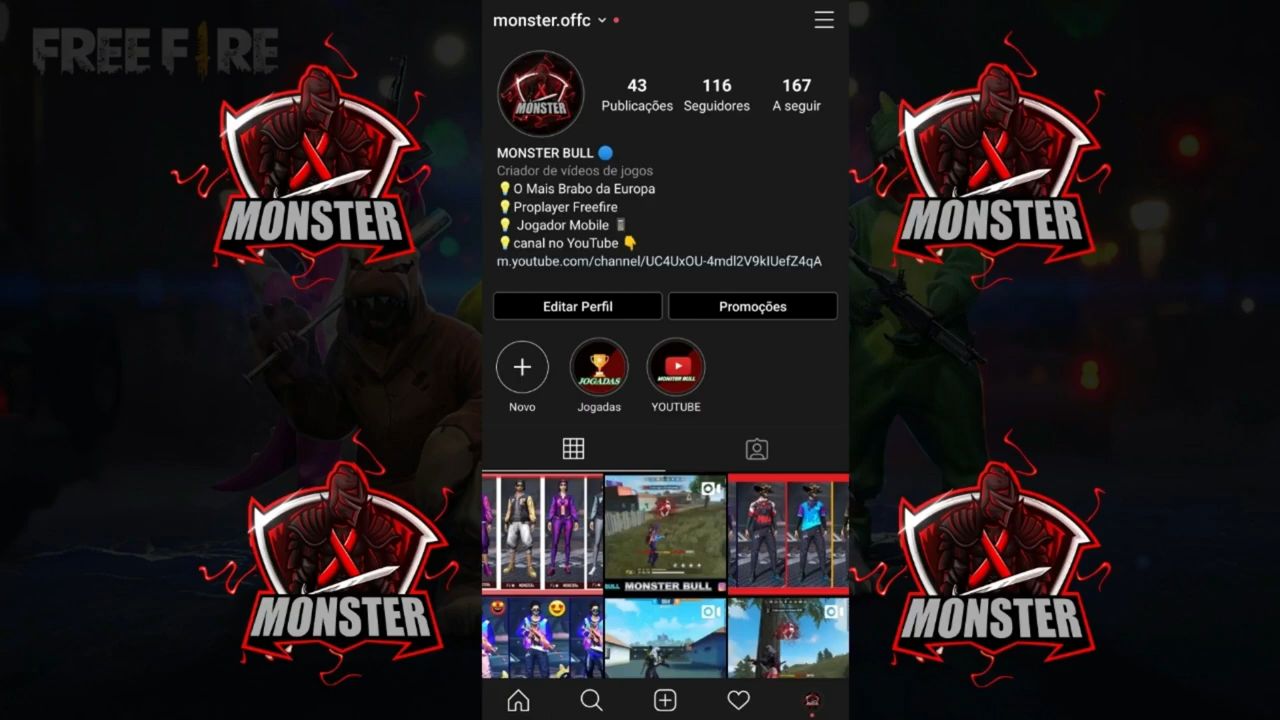 FREE FIRE
monster.offc
MONSTER
43
116
167
Publicações
Seguidores
A seguir
MONSTER BULL
Criador de vídeos de jogos
💡O Mais Brabo da Europa
💡Proplayer Freefire
💡 Jogador Mobile 📱
💡canal no YouTube 👇
m.youtube.com/channel/UC4UxOU-4mdl2V9kIUefZ4qA
Editar Perfil
Promoções
JOGADAS
MONSTER BULL
Novo
Jogadas
YOUTUBE
BULL
MONSTER BULL
MONSTER
MONSTER
MONSTER
MONSTER